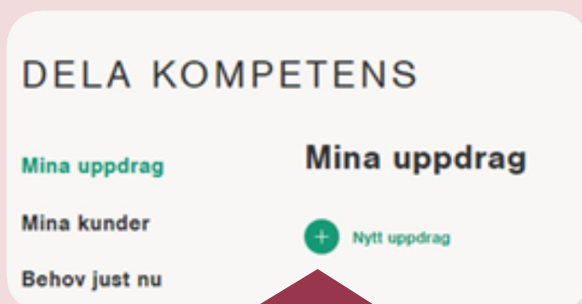 DELA KOMPETENS
Mina uppdrag
Mina kunder
Behov just nu
Mina uppdrag
Nytt uppdrag